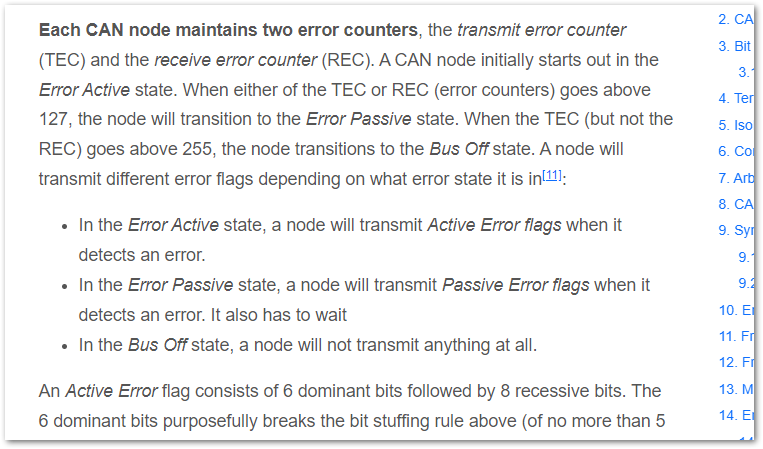 Each CAN node maintains two error counters, the transmit error counter
(TEC) and the receive error counter (REC). A CAN node initially starts out in the
Error Active state. When either of the TEC or REC (error counters) goes above
127, the node will transition to the Error Passive state. When the TEC (but not the
REC) goes above 255, the node transitions to the Bus Off state. A node will
transmit different error flags depending on what error state it is in[11]:
• In the Error Active state, a node will transmit Active Error flags when it
detects an error.
• In the Error Passive state, a node will transmit Passive Error flags when it
detects an error. It also has to wait
• In the Bus Off state, a node will not transmit anything at all.
An Active Error flag consists of 6 dominant bits followed by 8 recessive bits. The
6 dominant bits purposefully breaks the bit stuffing rule above (of no more than 5
2. CA
3. Bit
3.1
4. Ter
5. Iso
6. Co
7. Arb
8. CA
9. Syn
9.1
9.2
10. Er
11. Fr
12. Fr
13. M
14. Er